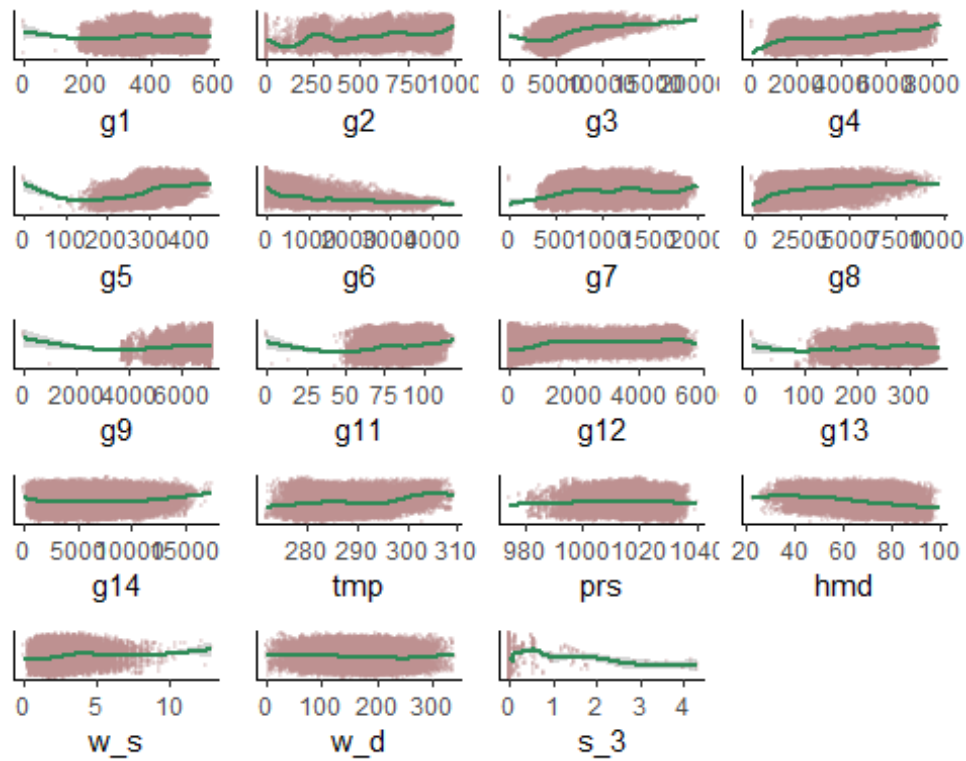 0 200 400 600 0 250 500 750 1000 0 5000 10000 15000 20000 0 2000 4000 6000 8000
g1 g2 g3 g4
0 100 200 300 400 0 1000 2000 3000 4000 0 500 1000 1500 2000 0 2500 5000 7500 1000
g5 g6 g7 g8
0 2000 4000 6000 0 25 50 75 100 0 2000 4000 6000 0 100 200 300
g9 g11 g12 g13
0 5000 10000 15000 280 290 300 310 980 1000 1020 1040 20 40 60 80 100
g14 tmp prs hmd
0 5 10 0 100 200 300 0 1 2 3 4
w_s w_d s_3